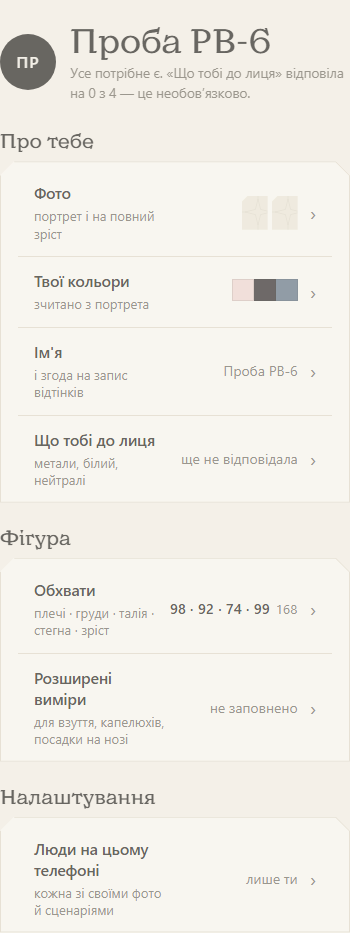 ПР
Проба РВ-6
Усе потрібне є. «Що тобі до лиця» відповіла
на 0 з 4 — це необов'язково.
Про тебе
Фото
портрет і на повний
зріст
›
Твої кольори
зчитано з портрета
›
Ім'я
і згода на запис
відтінків
Проба РВ-6 ›
Що тобі до лиця
метали, білий,
нейтралі
ще не відповідала ›
Фігура
Обхвати
плечі · груди · талія ·
стегна · зріст
98 · 92 · 74 · 99 168 ›
Розширені
виміри
для взуття, капелюхів,
посадки на нозі
не заповнено ›
Налаштування
Люди на цьому
телефоні
кожна зі своїми фото
й сценаріями
лише ти ›